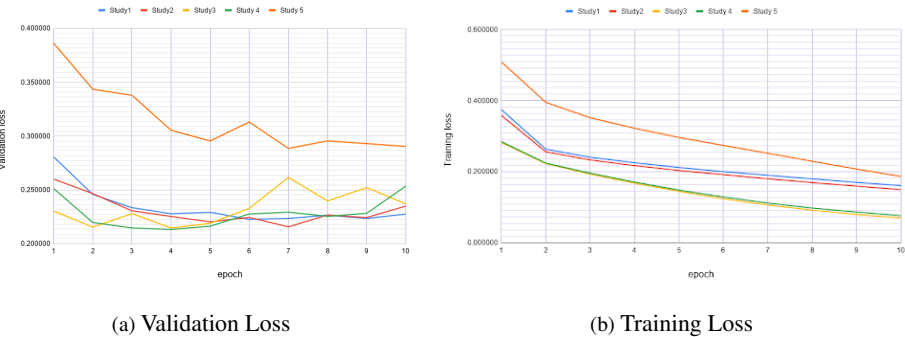 Study1 Study2 Study3 Study 4 Study 5
0.400000
0.350000
0.300000
0.250000
0.200000
Validation loss
1 2 3 4 5 6 7 8 9 10
epoch
(a) Validation Loss
Study1 Study2 Study3 Study 4 Study 5
0.600000
0.400000
0.200000
0.000000
Training loss
1 2 3 4 5 6 7 8 9 10
epoch
(b) Training Loss